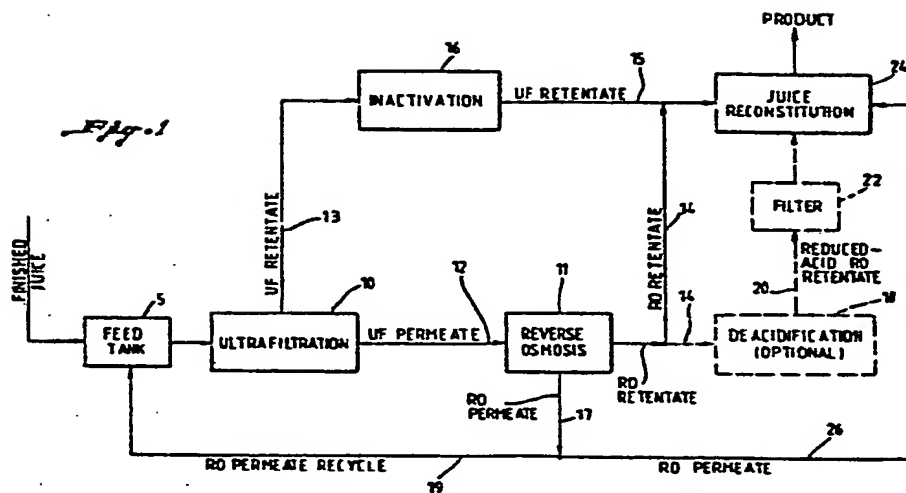 PRODUCT
16
15
24
INACTIVATION
UF RETENTATE
JUICE
RECONSTITUTION
Fig. 1
13
UF RETENTATE
14
RO RETENTATE
22
FILTER
FINISHED
JUICE
REDUCED-
ACID RO
RETENTATE
5
10
12
11
14
20
18
FEED
TANK
ULTRAFILTRATION
UF PERMEATE
REVERSE
OSMOSIS
DEACIDIFICATION
(OPTIONAL)
RO
RETENTATE
RO
PERMEATE
17
26
RO PERMEATE RECYCLE
RO PERMEATE
19